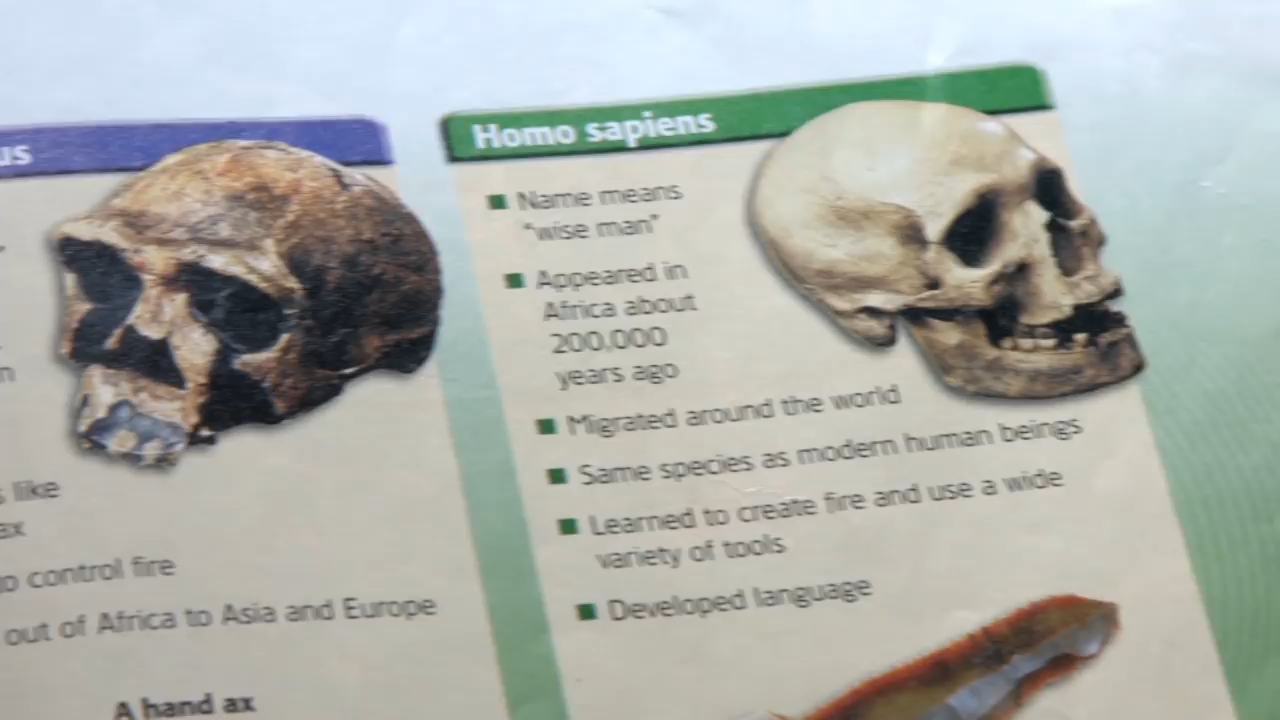 us
s like
ax
o control fire
out of Africa to Asia and Europe
A hand ax
Homo sapiens
Name means
“wise man”
Appeared in
Africa about
200,000
years ago
Migrated around the world
Same species as modern human beings
Learned to create fire and use a wide
variety of tools
Developed language